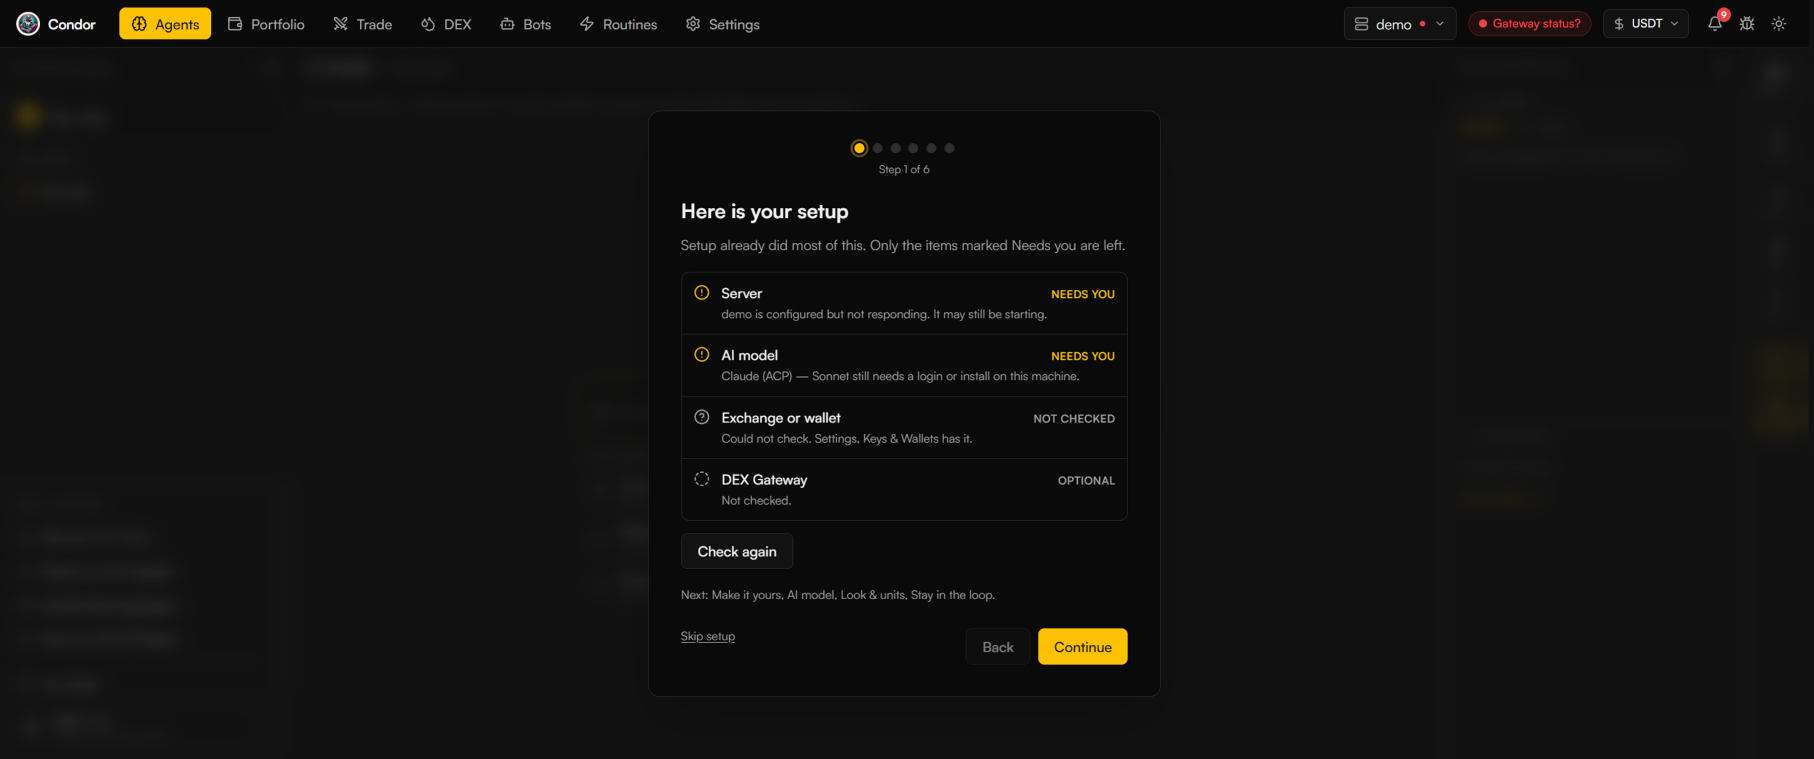 Condor
Agents
Portfolio
Trade
DEX
Bots
Routines
Settings
demo
Gateway status?
$ USDT
9
Step 1 of 6
Here is your setup
Setup already did most of this. Only the items marked Needs you are left.
Server
NEEDS YOU
demo is configured but not responding. It may still be starting.
AI model
NEEDS YOU
Claude (ACP) — Sonnet still needs a login or install on this machine.
Exchange or wallet
NOT CHECKED
Could not check. Settings, Keys & Wallets has it.
DEX Gateway
OPTIONAL
Not checked.
Check again
Next: Make it yours, AI model, Look & units, Stay in the loop.
Skip setup
Back
Continue